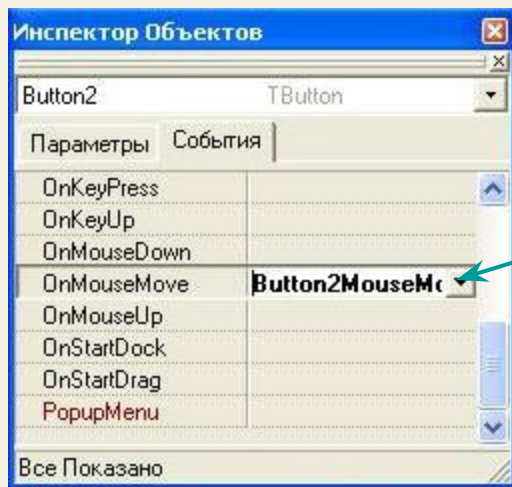 Инспектор Объектов
Button2 TButton
Параметры События
OnKeyPress
OnKeyUp
OnMouseDown
OnMouseMove Button2MouseMo
OnMouseUp
OnStartDock
OnStartDrag
PopupMenu
Все Показано